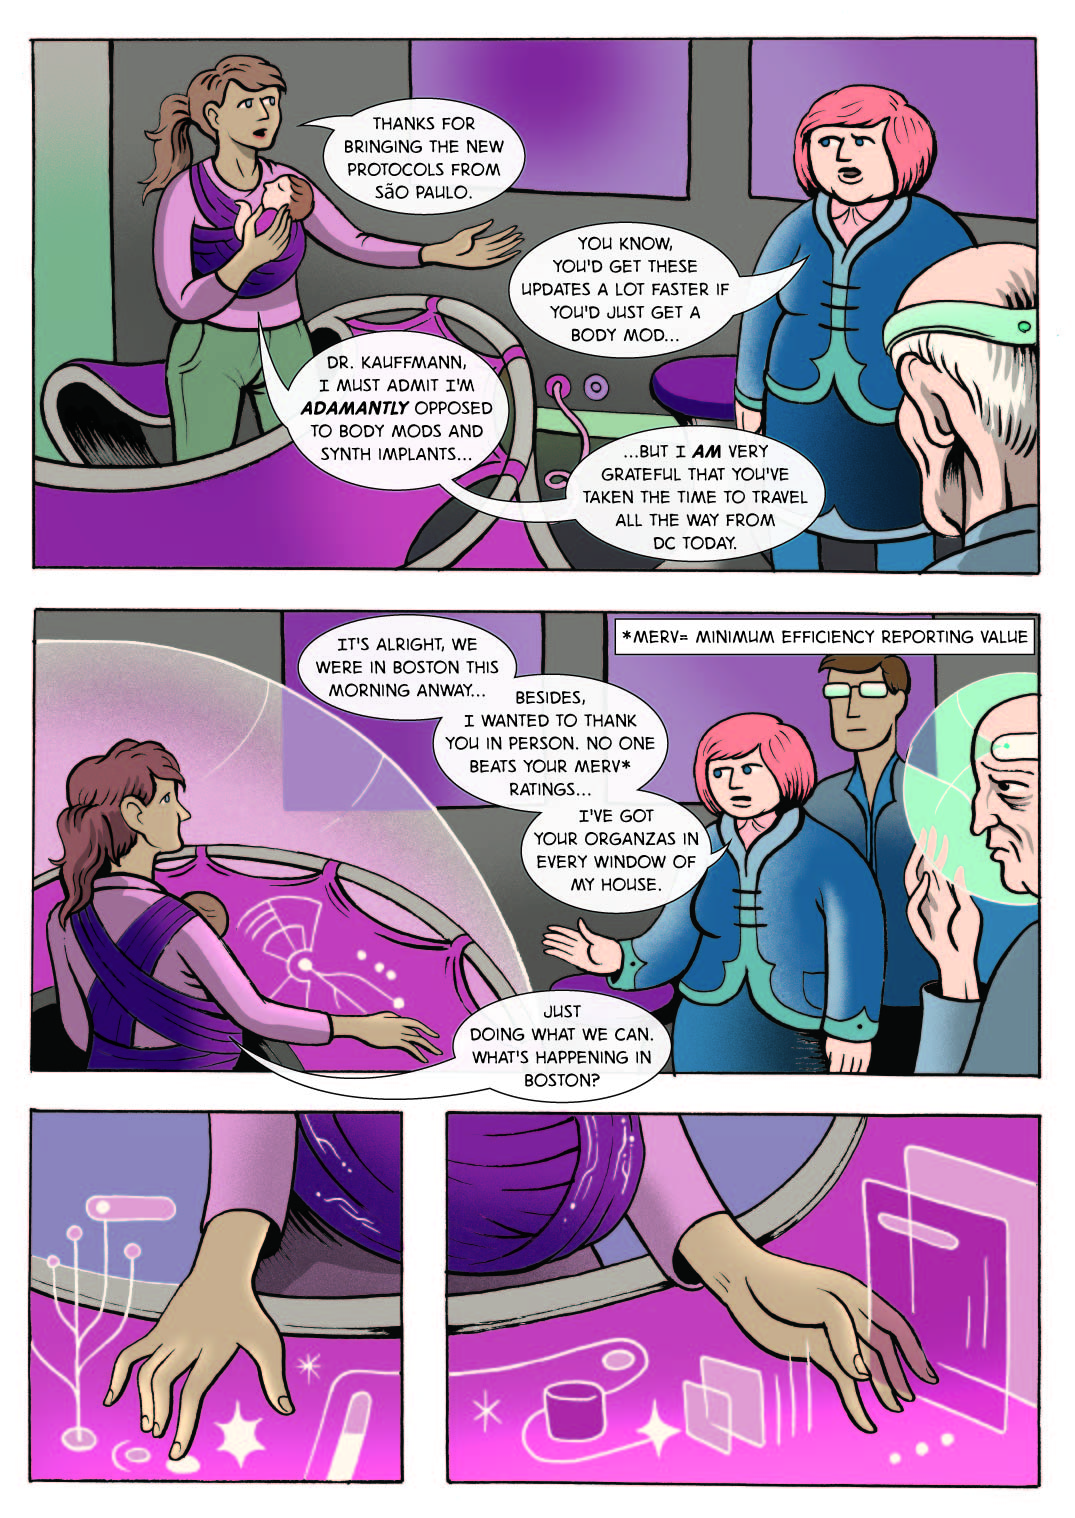 THANKS FOR
BRINGING THE NEW
PROTOCOLS FROM
São PAULO.
YOU KNOW,
YOU'D GET THESE
UPDATES A LOT FASTER IF
YOU'D JUST GET A
BODY MOD...
DR. KAUFFMANN,
I MUST ADMIT I'M
ADAMANTLY OPPOSED
TO BODY MODS AND
SYNTH IMPLANTS...
...BUT I AM VERY
GRATEFUL THAT YOU'VE
TAKEN THE TIME TO TRAVEL
ALL THE WAY FROM
DC TODAY.
IT'S ALRIGHT, WE
WERE IN BOSTON THIS
MORNING ANWAY...
*MERV= MINIMUM EFFICIENCY REPORTING VALUE
BESIDES,
I WANTED TO THANK
YOU IN PERSON. NO ONE
BEATS YOUR MERV*
RATINGS...
I'VE GOT
YOUR ORGANZAS IN
EVERY WINDOW OF
MY HOUSE.
JUST
DOING WHAT WE CAN.
WHAT'S HAPPENING IN
BOSTON?